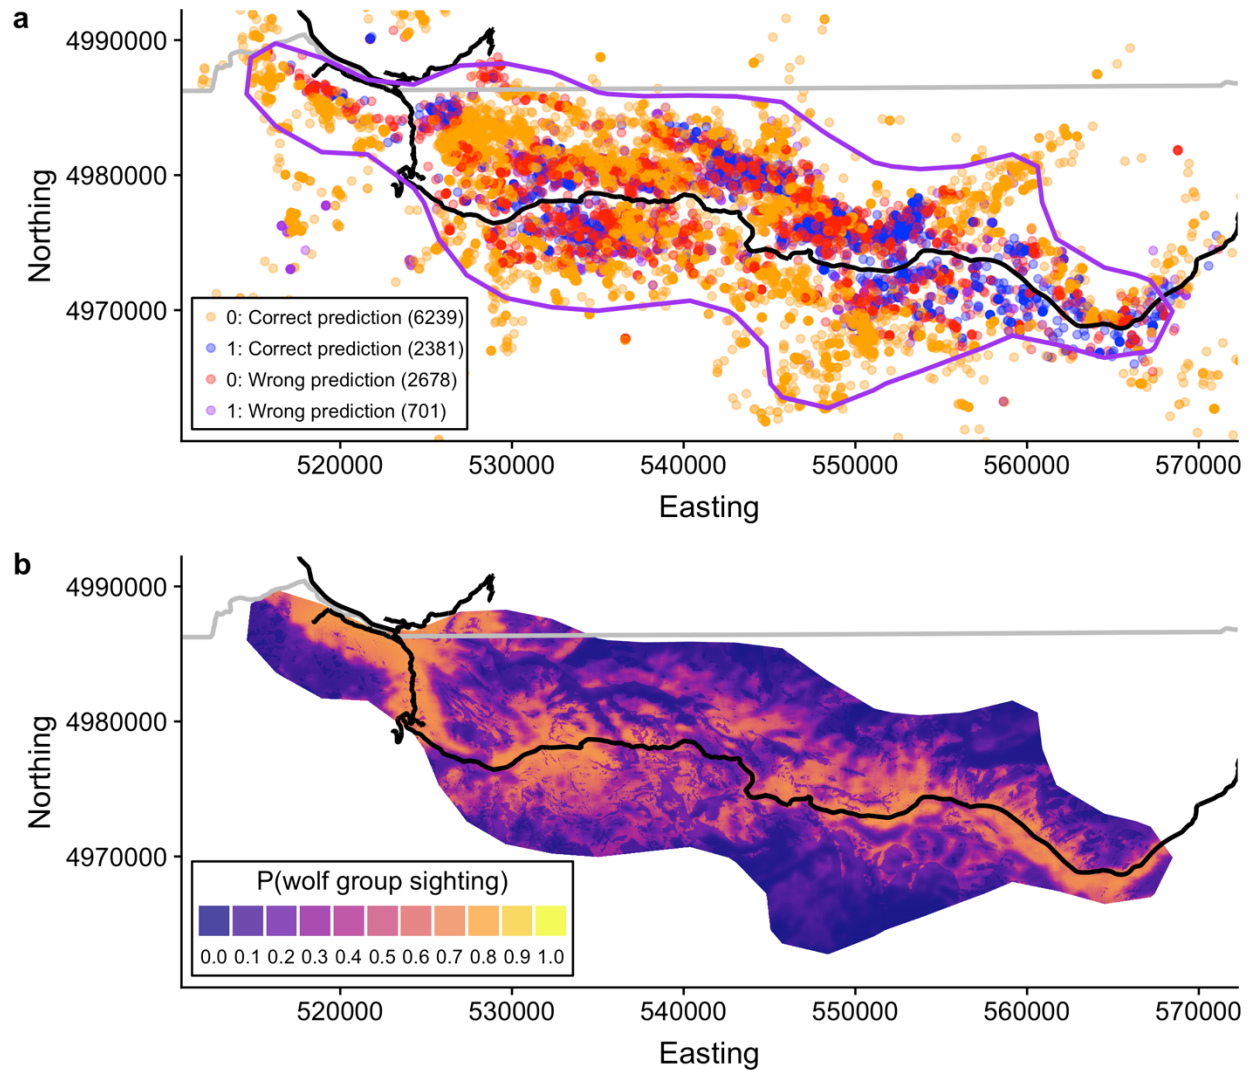 a
4990000
4980000
4970000
Northing
0: Correct prediction (6239)
1: Correct prediction (2381)
0: Wrong prediction (2678)
1: Wrong prediction (701)
520000 530000 540000 550000 560000 570000
Easting
b
4990000
4980000
4970000
Northing
P(wolf group sighting)
0.0 0.1 0.2 0.3 0.4 0.5 0.6 0.7 0.8 0.9 1.0
520000 530000 540000 550000 560000 570000
Easting